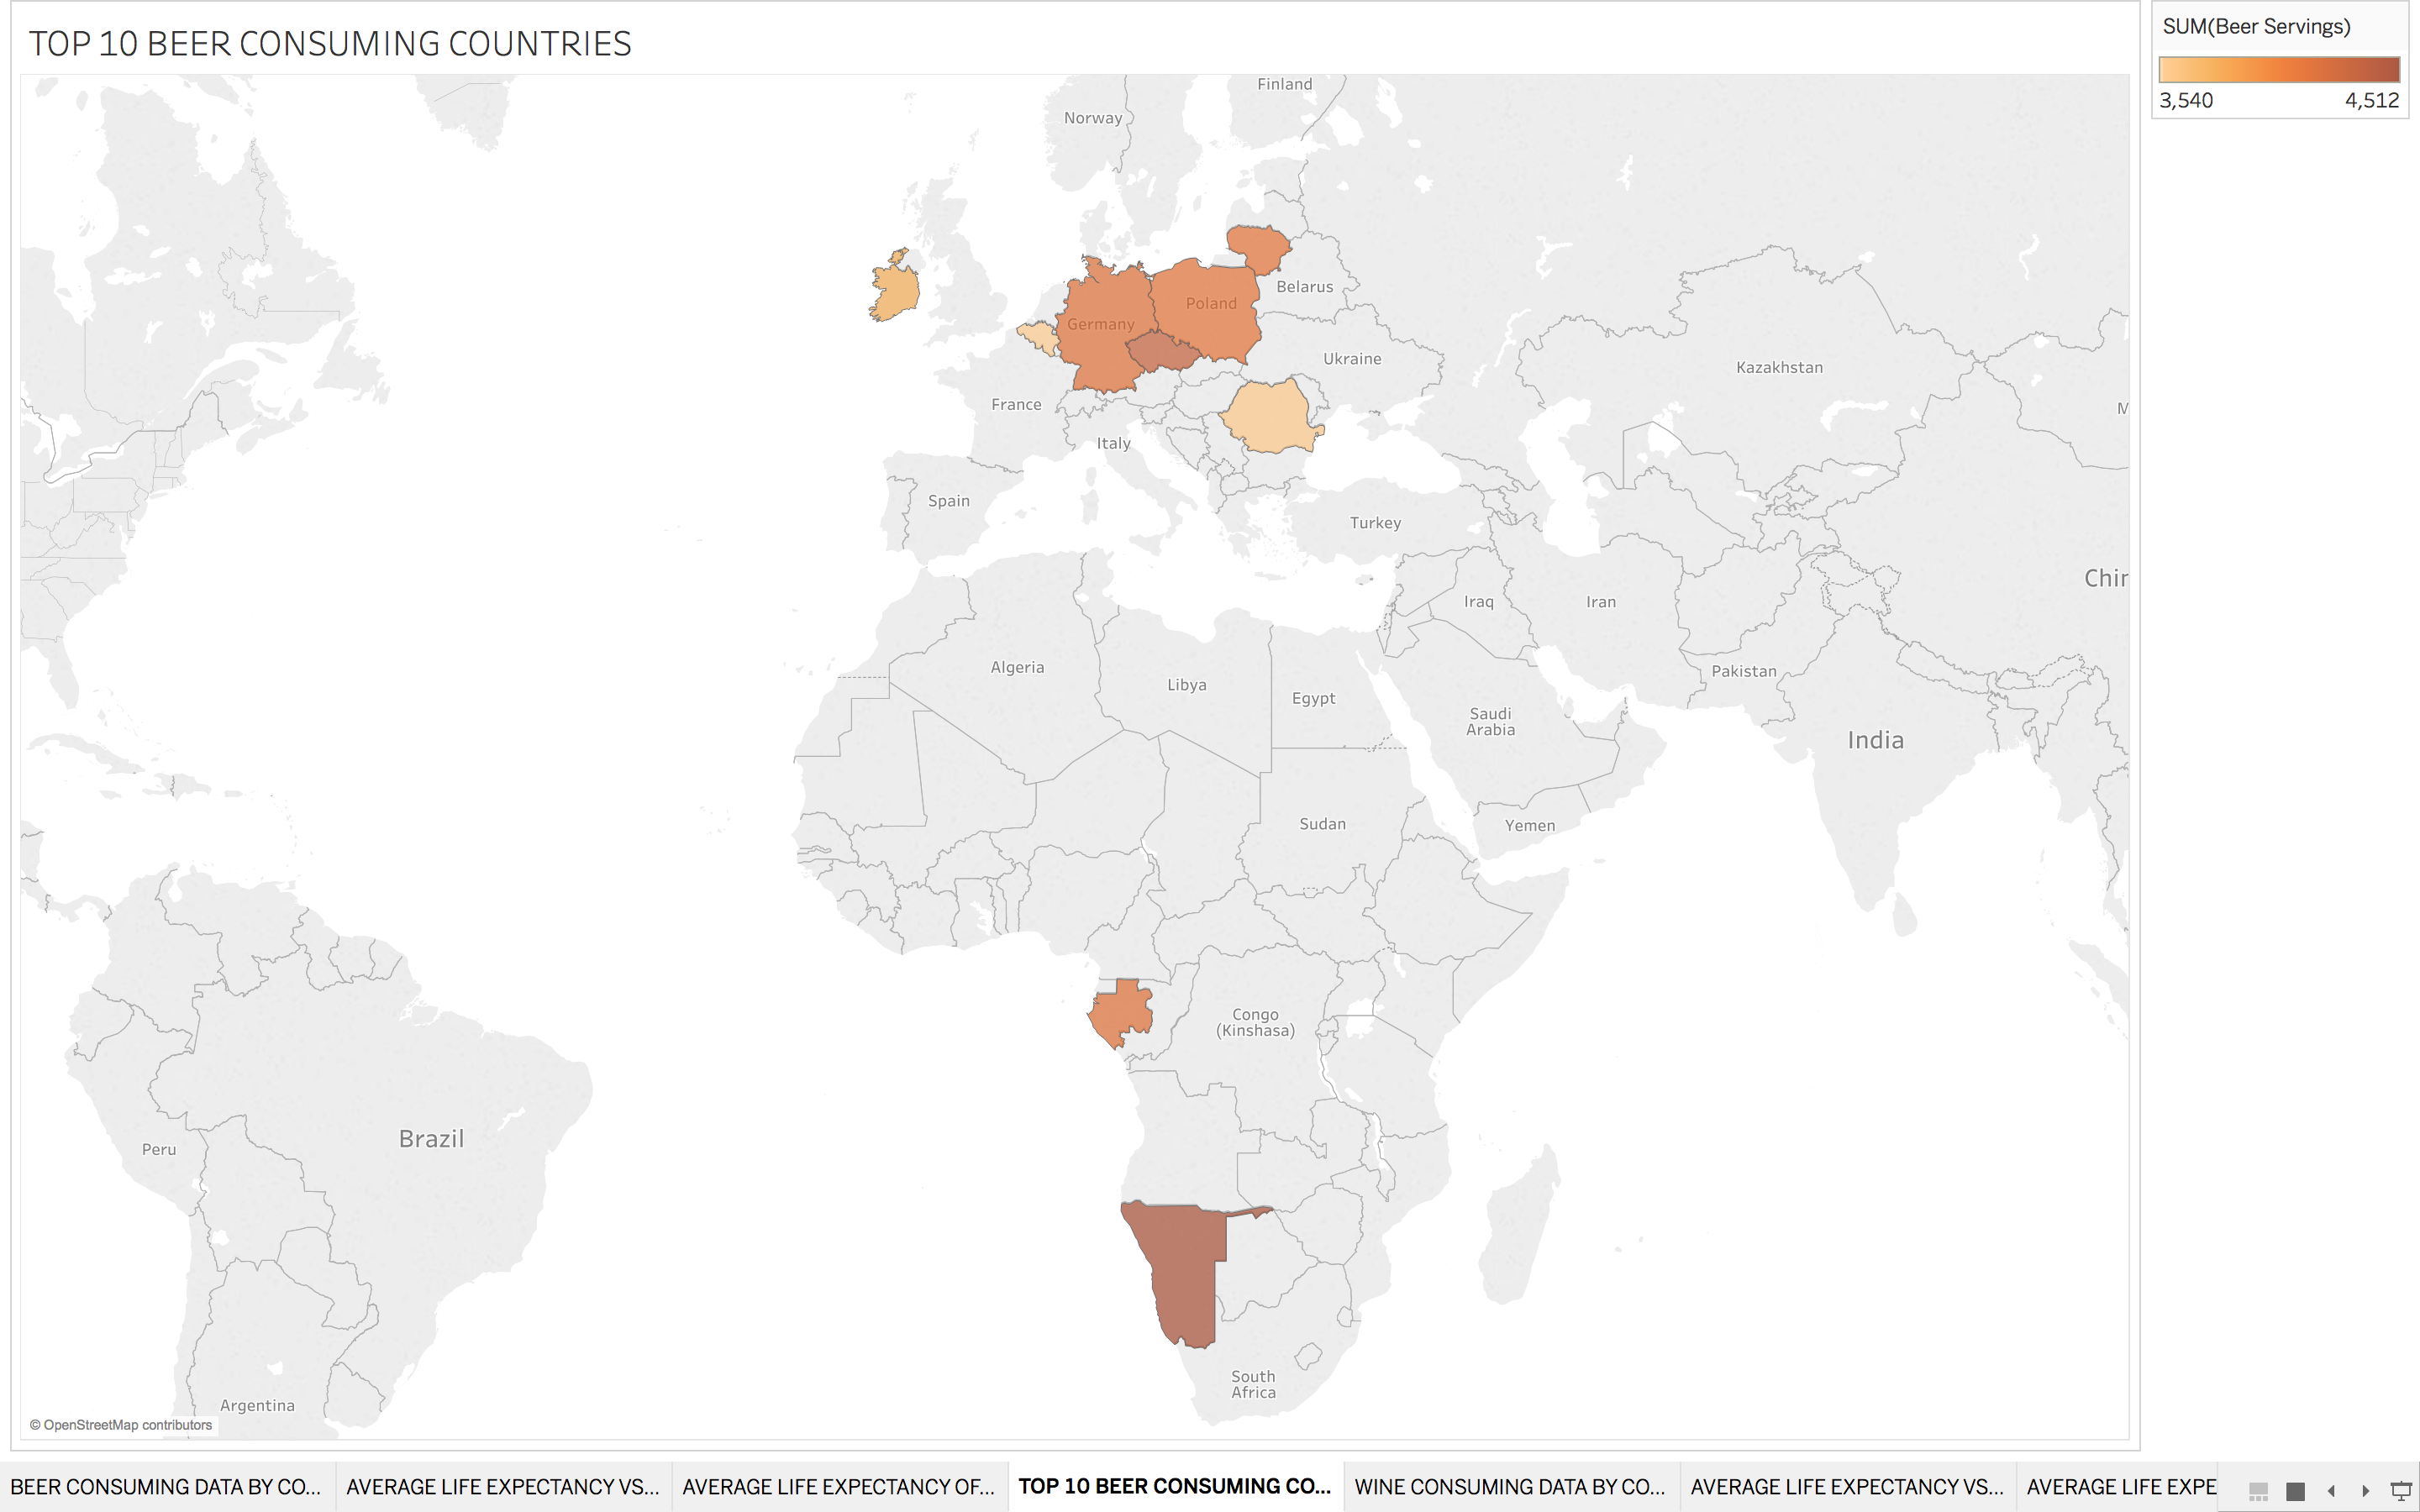 TOP 10 BEER CONSUMING COUNTRIES
SUM(Beer Servings)
3,540 4,512
Finland
Norway
Belarus
Poland
Germany
Ukraine
Kazakhstan
France
M
Italy
Spain
Turkey
Chin
Iraq
Iran
Algeria
Pakistan
Libya
Egypt
Saudi
Arabia
India
Sudan
Yemen
Congo
(Kinshasa)
Brazil
Peru
South
Africa
Argentina
© OpenStreetMap contributors
BEER CONSUMING DATA BY CO... AVERAGE LIFE EXPECTANCY VS... AVERAGE LIFE EXPECTANCY OF... TOP 10 BEER CONSUMING CO... WINE CONSUMING DATA BY CO... AVERAGE LIFE EXPECTANCY VS... AVERAGE LIFE EXPE